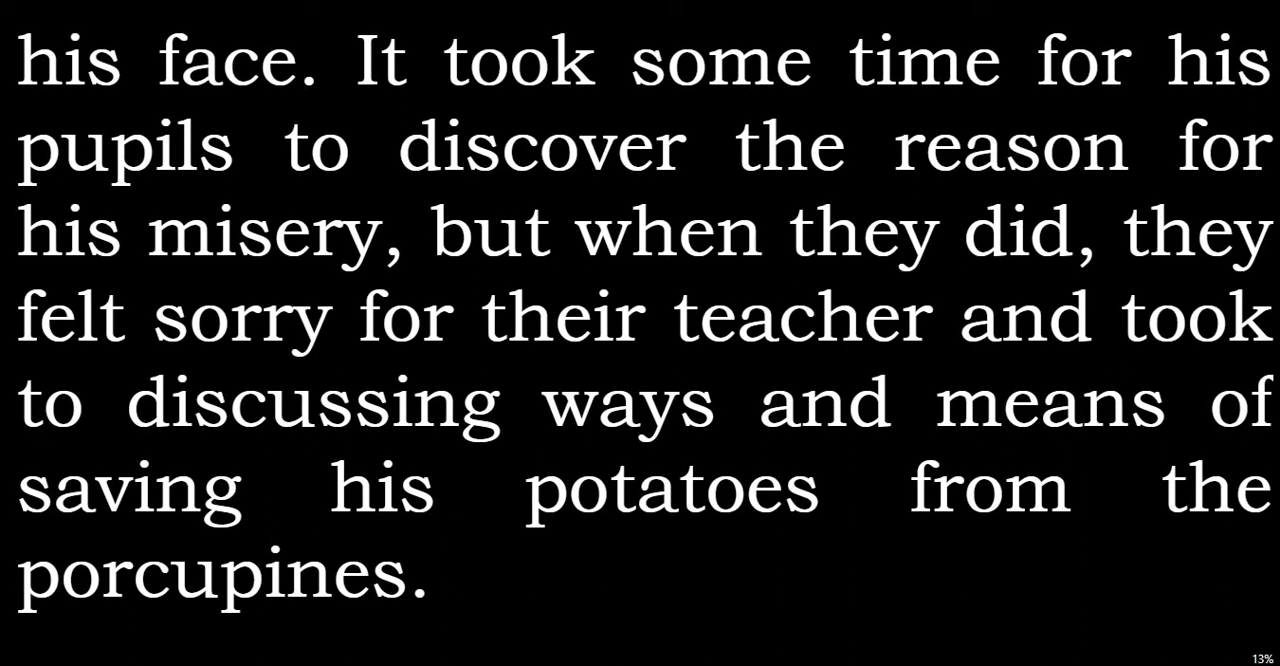 his face. It took some time for his
pupils to discover the reason for
his misery, but when they did, they
felt sorry for their teacher and took
to discussing ways and means of
saving his potatoes from the
porcupines.
13%